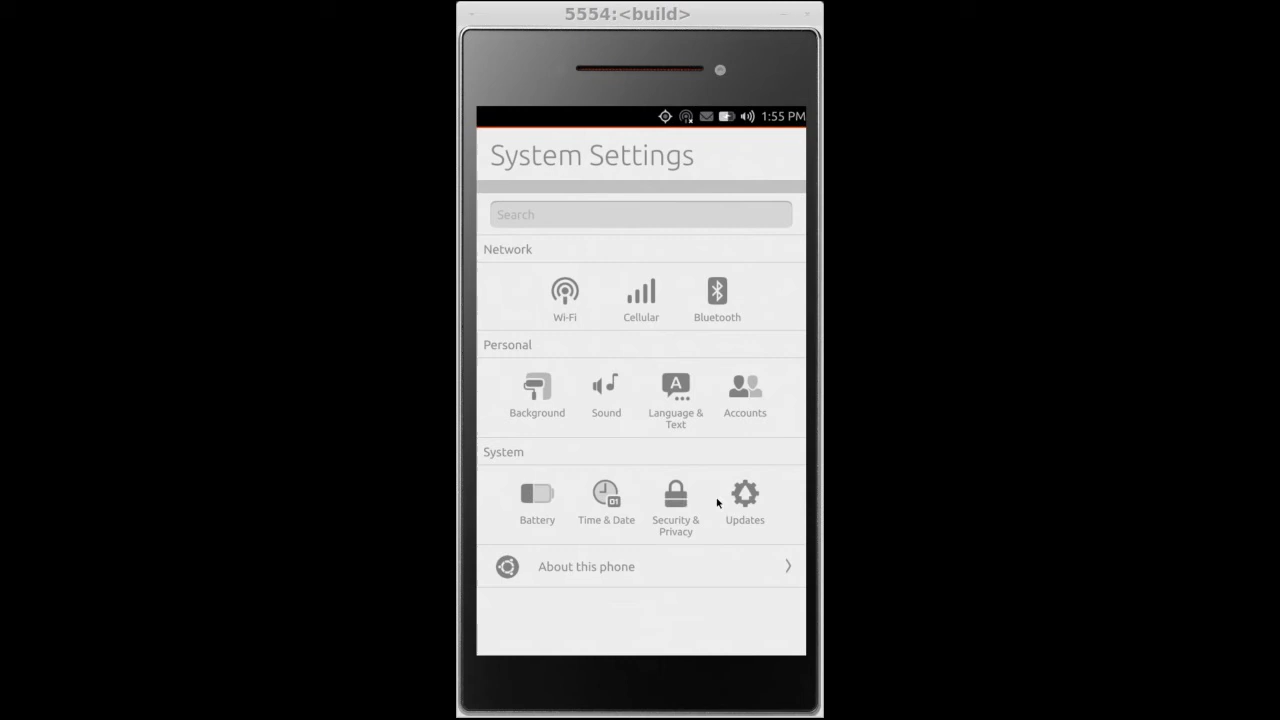 5554:<build>
1:55 PM
System Settings
Search
Network
Wi-Fi Cellular Bluetooth
Personal
Background Sound Language & Text Accounts
System
Battery Time & Date Security & Privacy Updates
About this phone